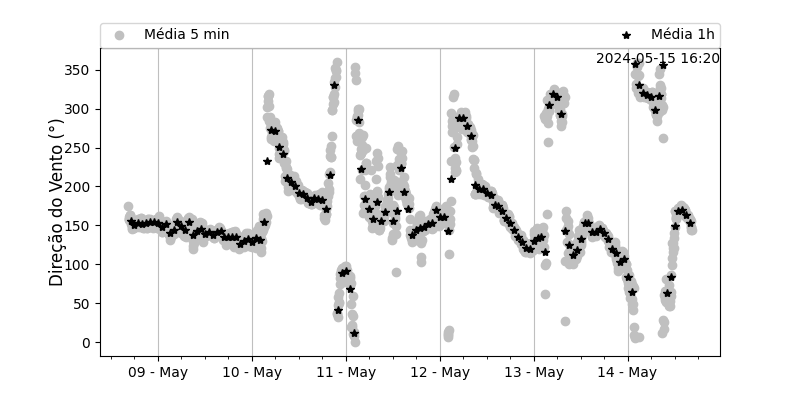 Média 5 min
Média 1h
2024-05-15 16:20
Direção do Vento (°)
350
300
250
200
150
100
50
0
09 - May
10 - May
11 - May
12 - May
13 - May
14 - May